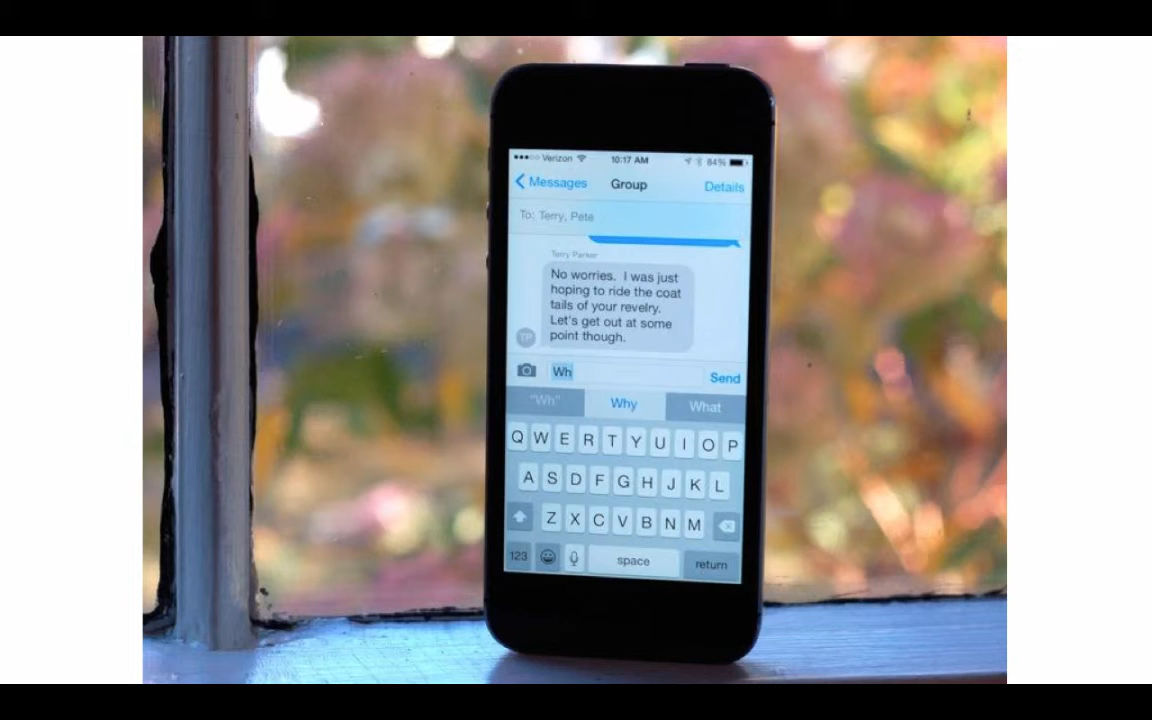 Verizon 10:17 AM 84%
Messages Group Details
To: Terry, Pete
Terry Parker
No worries. I was just
hoping to ride the coat
tails of your revelry.
Let's get out at some
point though.
TP
Wh Send
"Wh" Why What
Q W E R T Y U I O P
A S D F G H J K L
Z X C V B N M
123 space return